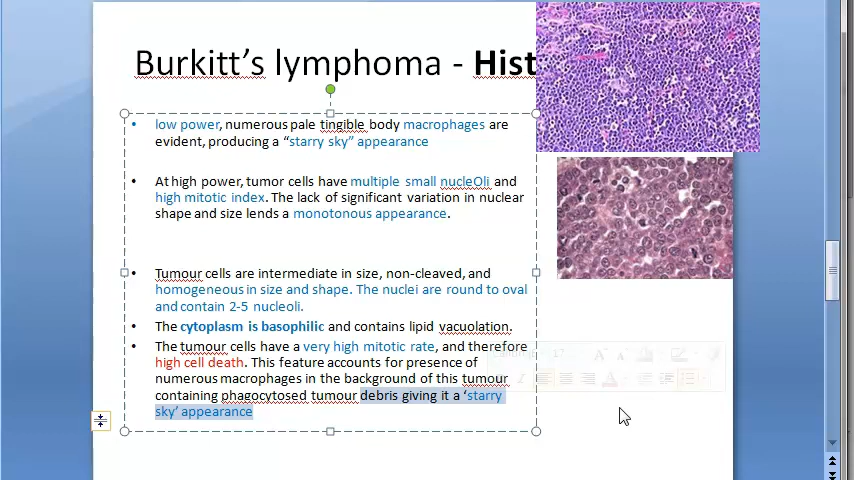 Burkitt's lymphoma - Hist
• low power, numerous pale tingible body macrophages are
evident, producing a "starry sky" appearance
• At high power, tumor cells have multiple small nucleOli and
high mitotic index. The lack of significant variation in nuclear
shape and size lends a monotonous appearance.
• Tumour cells are intermediate in size, non-cleaved, and
homogeneous in size and shape. The nuclei are round to oval
and contain 2-5 nucleoli.
• The cytoplasm is basophilic and contains lipid vacuolation.
• The tumour cells have a very high mitotic rate, and therefore
high cell death. This feature accounts for presence of
numerous macrophages in the background of this tumour
containing phagocytosed tumour debris giving it a 'starry
sky' appearance